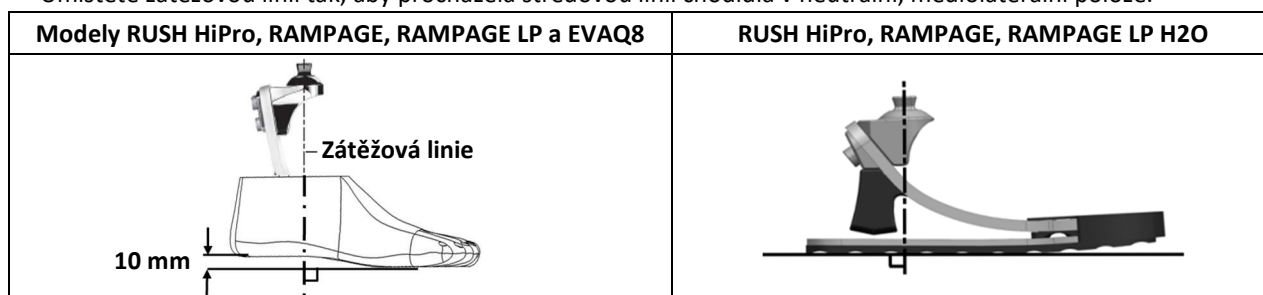 Umístěte zátěžovou linii tak, aby procházela středovou linií chodidla v neutrální, mediolaterální poloze.
Modely RUSH HiPro, RAMPAGE, RAMPAGE LP a EVAQ8
RUSH HiPro, RAMPAGE, RAMPAGE LP H2O
Zátěžová linie
10 mm